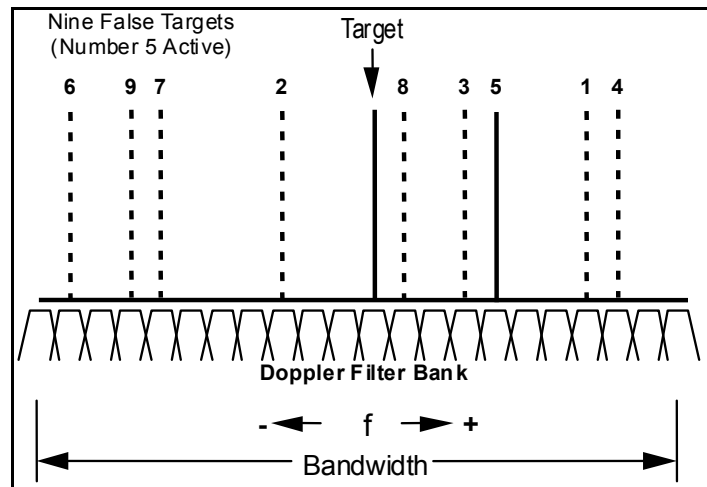 Nine False Targets
(Number 5 Active)
Target
6 9 7 2 8 3 5 1 4
Doppler Filter Bank
- f +
Bandwidth